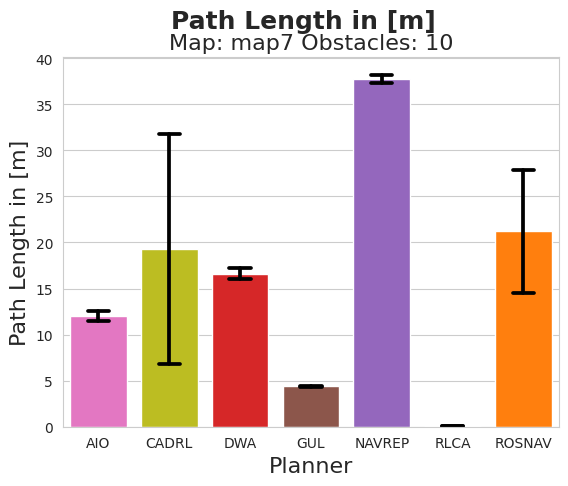 Path Length in [m]
Map: map7 Obstacles: 10
Path Length in [m]
40
35
30
25
20
15
10
5
0
AIO CADRL DWA GUL NAVREP RLCA ROSNAV
Planner